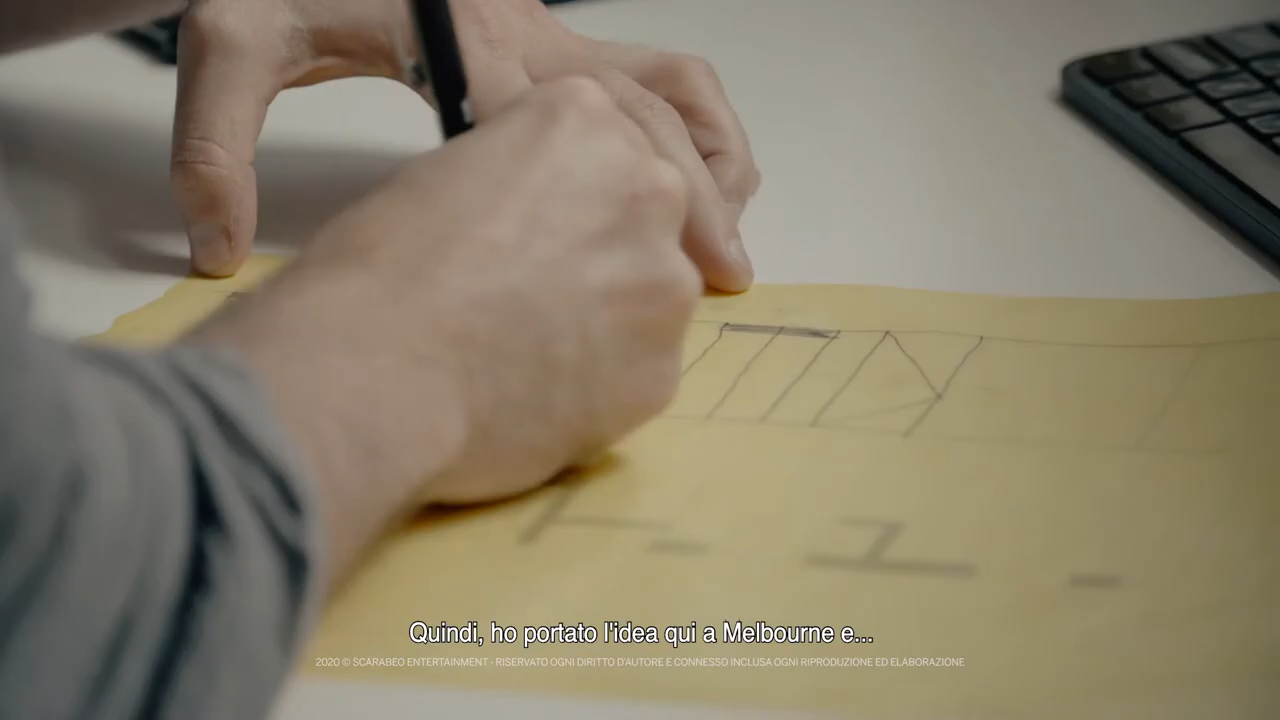 Quindi, ho portato l'idea qui a Melbourne e...
2020 © SCARABEO ENTERTAINMENT - RISERVATO OGNI DIRITTO D'AUTORE E CONNESSO INCLUSA OGNI RIPRODUZIONE ED ELABORAZIONE